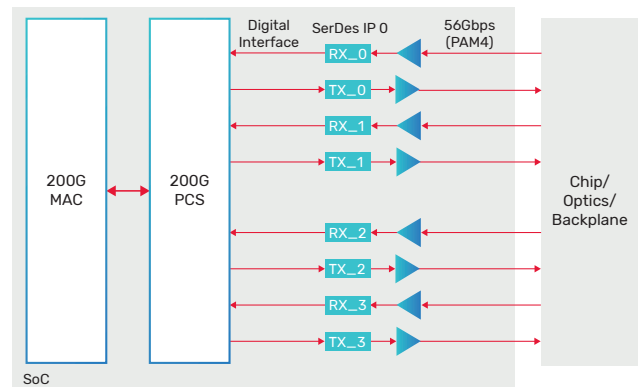 Digital
Interface
SerDes IP 0
56Gbps
(PAM4)
RX_0
TX_0
RX_1
TX_1
200G
MAC
200G
PCS
Chip/
Optics/
Backplane
RX_2
TX_2
RX_3
TX_3
SoC